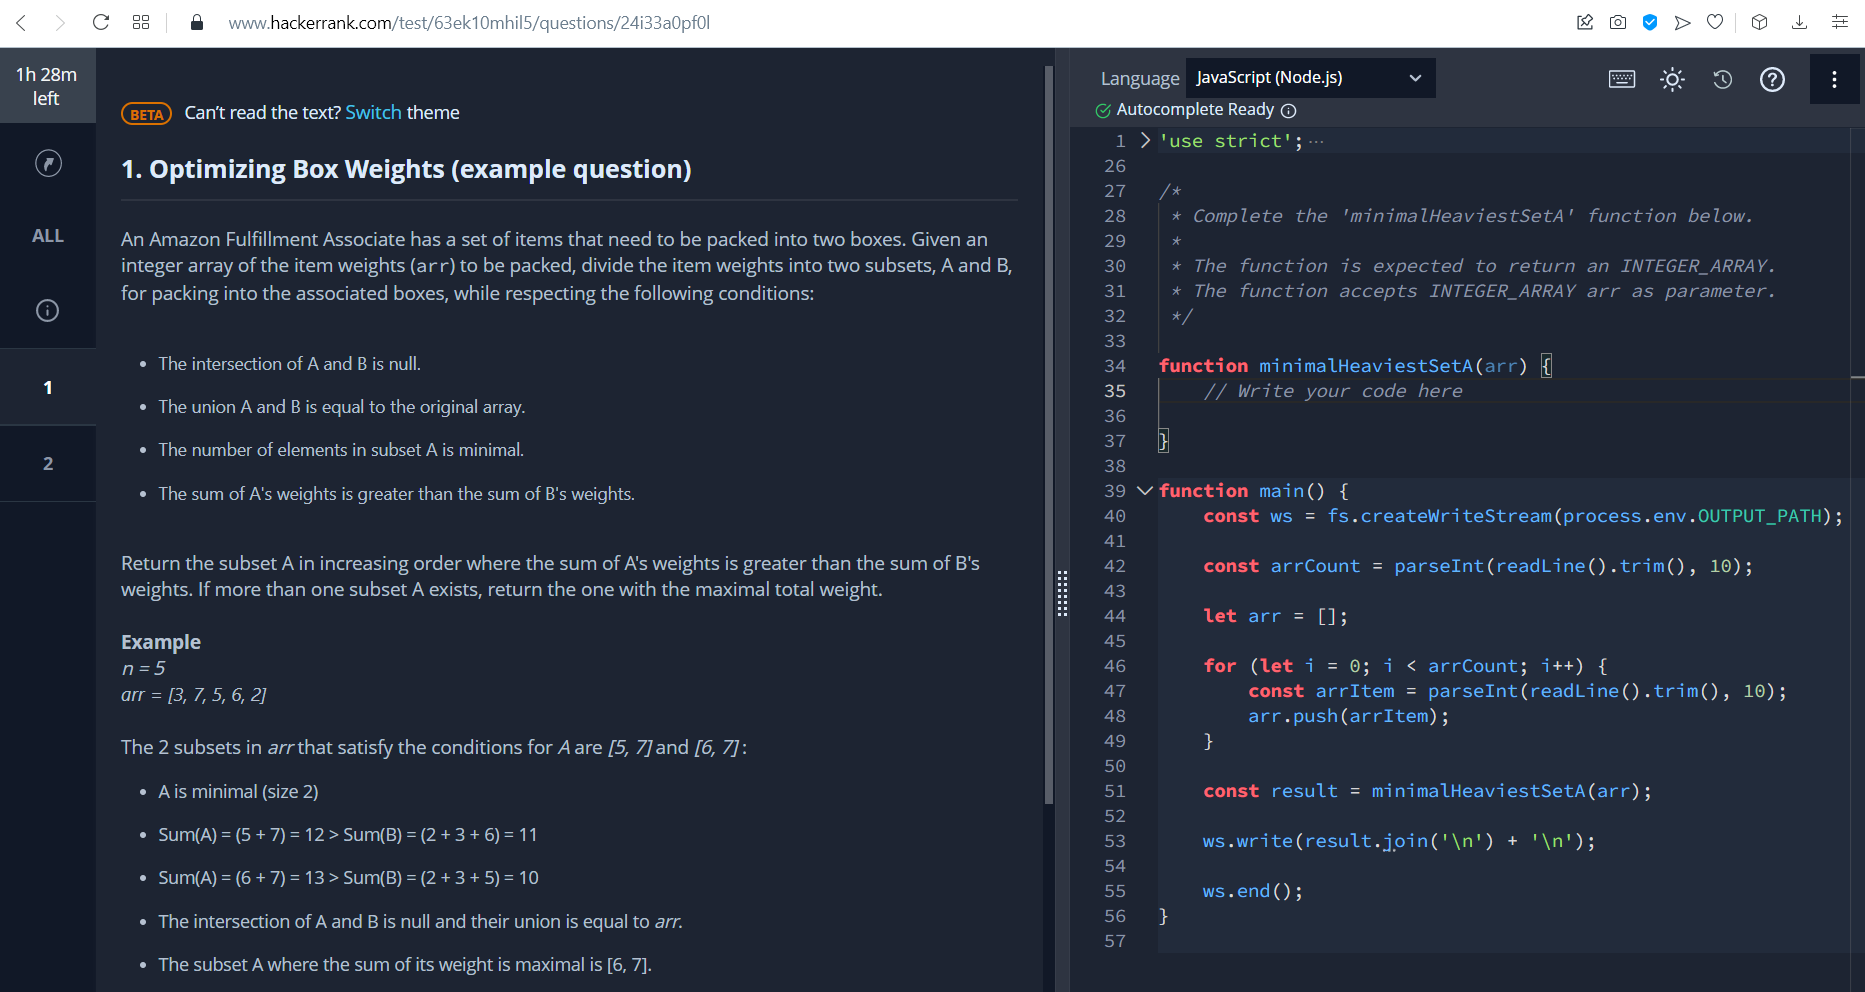 www.hackerrank.com/test/63ek10mhil5/questions/24i33a0pf0l
1h 28m
left
ALL
1
2
BETA Can't read the text? Switch theme
1. Optimizing Box Weights (example question)
An Amazon Fulfillment Associate has a set of items that need to be packed into two boxes. Given an
integer array of the item weights (arr) to be packed, divide the item weights into two subsets, A and B,
for packing into the associated boxes, while respecting the following conditions:
• The intersection of A and B is null.
• The union A and B is equal to the original array.
• The number of elements in subset A is minimal.
• The sum of A's weights is greater than the sum of B's weights.
Return the subset A in increasing order where the sum of A's weights is greater than the sum of B's
weights. If more than one subset A exists, return the one with the maximal total weight.
Example
n = 5
arr = [3, 7, 5, 6, 2]
The 2 subsets in arr that satisfy the conditions for A are [5, 7] and [6, 7] :
• A is minimal (size 2)
• Sum(A) = (5 + 7) = 12 > Sum(B) = (2 + 3 + 6) = 11
• Sum(A) = (6 + 7) = 13 > Sum(B) = (2 + 3 + 5) = 10
• The intersection of A and B is null and their union is equal to arr.
• The subset A where the sum of its weight is maximal is [6, 7].
Language JavaScript (Node.js)
Autocomplete Ready
1 'use strict'; ...
26
27 /*
28 * Complete the 'minimalHeaviestSetA' function below.
29 *
30 * The function is expected to return an INTEGER_ARRAY.
31 * The function accepts INTEGER_ARRAY arr as parameter.
32 */
33
34 function minimalHeaviestSetA(arr) {
35     // Write your code here
36
37 }
38
39 function main() {
40     const ws = fs.createWriteStream(process.env.OUTPUT_PATH);
41
42     const arrCount = parseInt(readLine().trim(), 10);
43
44     let arr = [];
45
46     for (let i = 0; i < arrCount; i++) {
47         const arrItem = parseInt(readLine().trim(), 10);
48         arr.push(arrItem);
49     }
50
51     const result = minimalHeaviestSetA(arr);
52
53     ws.write(result.join('\n') + '\n');
54
55     ws.end();
56 }
57